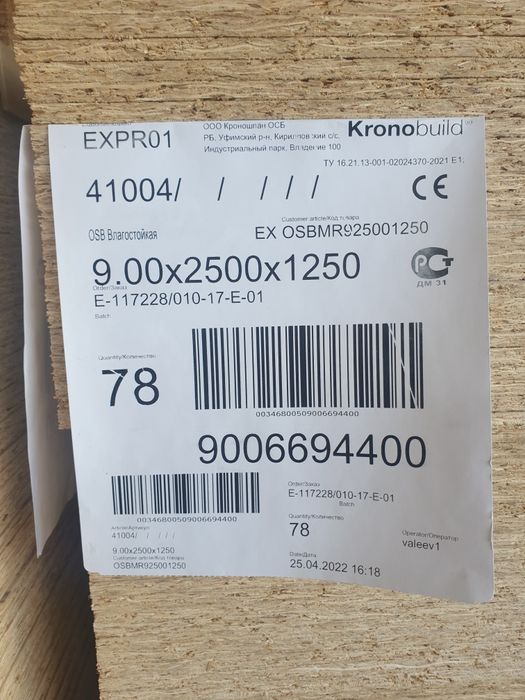 EXPR01
ООО Кроношпан ОСБ
РБ, Уфимский р-н, Кирилловский с/с,
Индустриальный парк, Владение 100
Kronobuild
ТУ 16.21.13-001-02024370-2021 E1,
41004/ / / / /
CE
OSB Влагостойкая
Customer article/Код товара
EX OSBMR925001250
9.00x2500x1250
РСТ
ДМ 31
Order/Заказ
E-117228/010-17-E-01
Batch
Quantity/Количество
78
00346800509006694400
9006694400
00346800509006694400
Order/Заказ
E-117228/010-17-E-01
Batch
Quantity/Количество
78
Operator/Оператор
valeev1
Article/Артикул
41004/ / / / /
9.00x2500x1250
Customer article/Код товара
OSBMR925001250
Date/Дата
25.04.2022 16:18